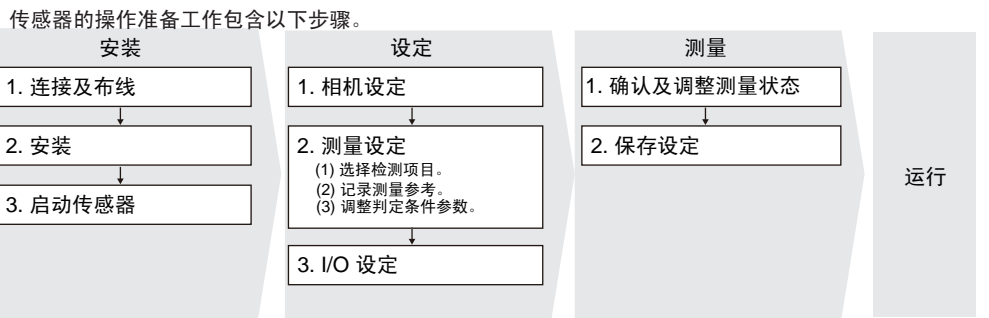 传感器的操作准备工作包含以下步骤。
安装
1. 连接及布线
2. 安装
3. 启动传感器
设定
1. 相机设定
2. 测量设定
(1) 选择检测项目。
(2) 记录测量参考。
(3) 调整判定条件参数。
3. I/O 设定
测量
1. 确认及调整测量状态
2. 保存设定
运行